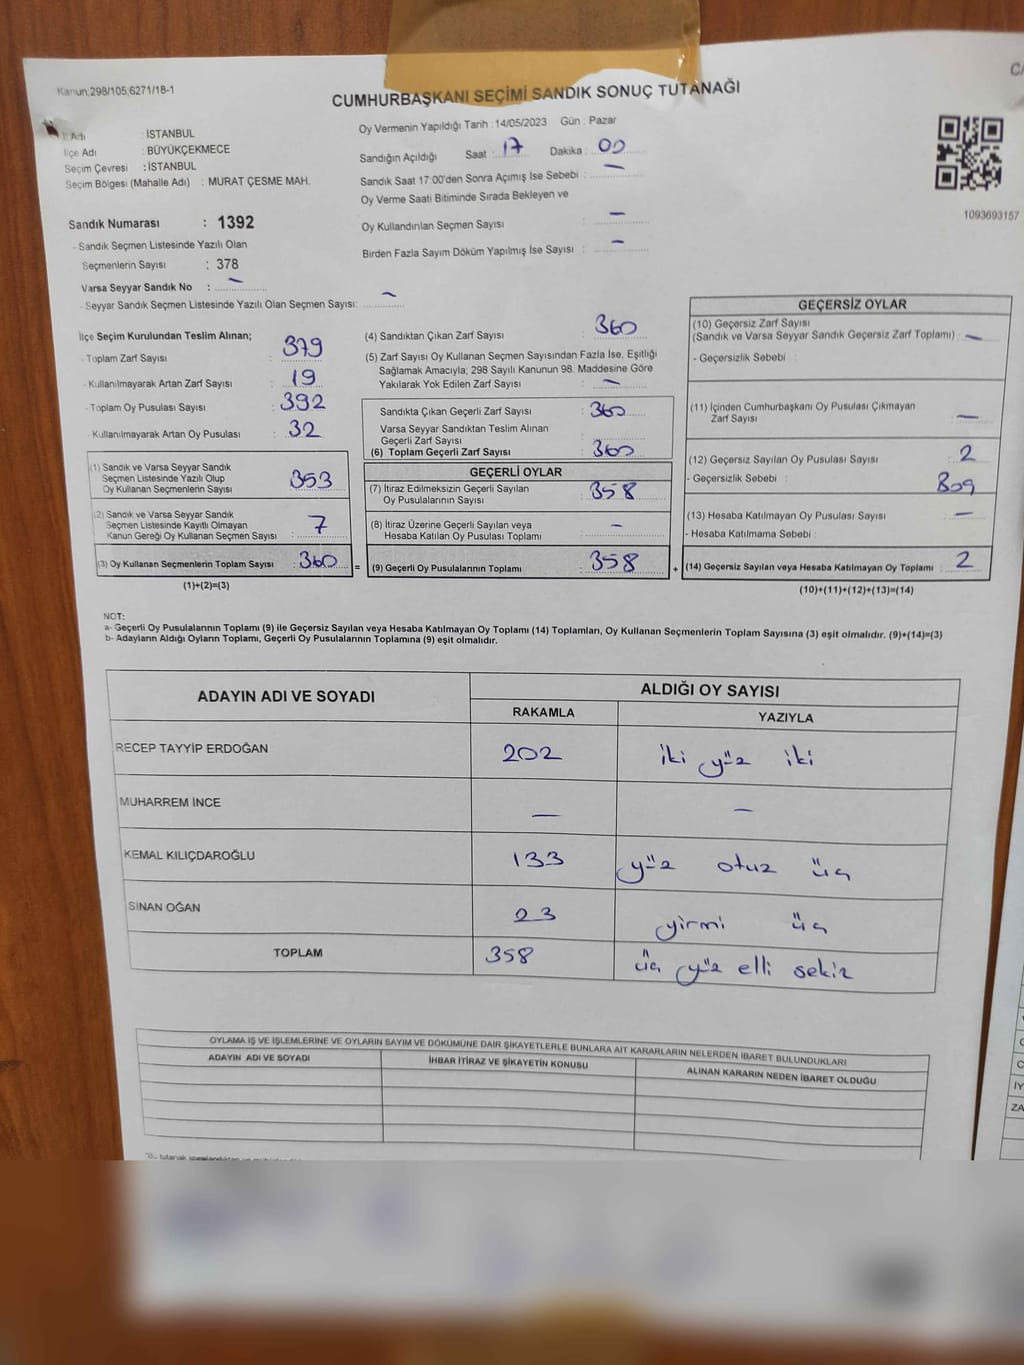 Kanun 298/105,6271/18-1
CUMHURBAŞKANI SEÇİMİ SANDIK SONUÇ TUTANAĞI
İl Adı : İSTANBUL
İlçe Adı : BÜYÜKÇEKMECE
Seçim Çevresi : İSTANBUL
Seçim Bölgesi (Mahalle Adı) : MURAT ÇESME MAH.
Sandık Numarası : 1392
- Sandık Seçmen Listesinde Yazılı Olan
Seçmenlerin Sayısı : 378
Varsa Seyyar Sandık No : –
- Seyyar Sandık Seçmen Listesinde Yazılı Olan Seçmen Sayısı: –
Oy Vermenin Yapıldığı Tarih : 14/05/2023 Gün : Pazar
Sandığın Açıldığı Saat : 17 Dakika : 00
Sandık Saat 17:00'den Sonra Açımış İse Sebebi : –
Oy Verme Saati Bitiminde Sırada Bekleyen ve
Oy Kullandırılan Seçmen Sayısı : –
Birden Fazla Sayım Döküm Yapılmış İse Sayısı : –
1093693157
İlçe Seçim Kurulundan Teslim Alınan;
- Toplam Zarf Sayısı : 379
- Kullanılmayarak Artan Zarf Sayısı : 19
- Toplam Oy Pusulası Sayısı : 392
- Kullanılmayarak Artan Oy Pusulası : 32
(1) Sandık ve Varsa Seyyar Sandık
Seçmen Listesinde Yazılı Olup
Oy Kullanan Seçmenlerin Sayısı : 353
(2) Sandık ve Varsa Seyyar Sandık
Seçmen Listesinde Kayıtlı Olmayan
Kanun Gereği Oy Kullanan Seçmen Sayısı : 7
(3) Oy Kullanan Seçmenlerin Toplam Sayısı : 360 =
(1)+(2)=(3)
(4) Sandıktan Çıkan Zarf Sayısı : 360
(5) Zarf Sayısı Oy Kullanan Seçmen Sayısından Fazla İse, Eşitliği
Sağlamak Amacıyla; 298 Sayılı Kanunun 98. Maddesine Göre
Yakılarak Yok Edilen Zarf Sayısı : –
Sandıkta Çıkan Geçerli Zarf Sayısı : 360
Varsa Seyyar Sandıktan Teslim Alınan
Geçerli Zarf Sayısı : –
(6) Toplam Geçerli Zarf Sayısı : 360
GEÇERLİ OYLAR
(7) İtiraz Edilmeksizin Geçerli Sayılan
Oy Pusulalarının Sayısı : 358
(8) İtiraz Üzerine Geçerli Sayılan veya
Hesaba Katılan Oy Pusulası Toplamı : –
(9) Geçerli Oy Pusulalarının Toplamı : 358 +
GEÇERSİZ OYLAR
(10) Geçersiz Zarf Sayısı
(Sandık ve Varsa Seyyar Sandık Geçersiz Zarf Toplamı) : –
- Geçersizlik Sebebi :
(11) İçinden Cumhurbaşkanı Oy Pusulası Çıkmayan
Zarf Sayısı : –
(12) Geçersiz Sayılan Oy Pusulası Sayısı : 2
- Geçersizlik Sebebi : Boş
(13) Hesaba Katılmayan Oy Pusulası Sayısı : –
- Hesaba Katılmama Sebebi :
(14) Geçersiz Sayılan veya Hesaba Katılmayan Oy Toplamı : 2
(10)+(11)+(12)+(13)=(14)
NOT:
a- Geçerli Oy Pusulalarının Toplamı (9) ile Geçersiz Sayılan veya Hesaba Katılmayan Oy Toplamı (14) Toplamları, Oy Kullanan Seçmenlerin Toplam Sayısına (3) eşit olmalıdır. (9)+(14)=(3)
b- Adayların Aldığı Oyların Toplamı, Geçerli Oy Pusulalarının Toplamına (9) eşit olmalıdır.
ADAYIN ADI VE SOYADI ALDIĞI OY SAYISI
RAKAMLA YAZIYLA
RECEP TAYYİP ERDOĞAN 202 iki yüz iki
MUHARREM İNCE – –
KEMAL KILIÇDAROĞLU 133 yüz otuz üç
SİNAN OĞAN 23 yirmi üç
TOPLAM 358 üç yüz elli sekiz
OYLAMA İŞ VE İŞLEMLERİNE VE OYLARIN SAYIM VE DÖKÜMÜNE DAİR ŞİKAYETLERLE BUNLARA AİT KARARLARIN NELERDEN İBARET BULUNDUKLARI
ADAYIN ADI VE SOYADI İHBAR İTİRAZ VE ŞİKAYETİN KONUSU ALINAN KARARIN NEDEN İBARET OLDUĞU